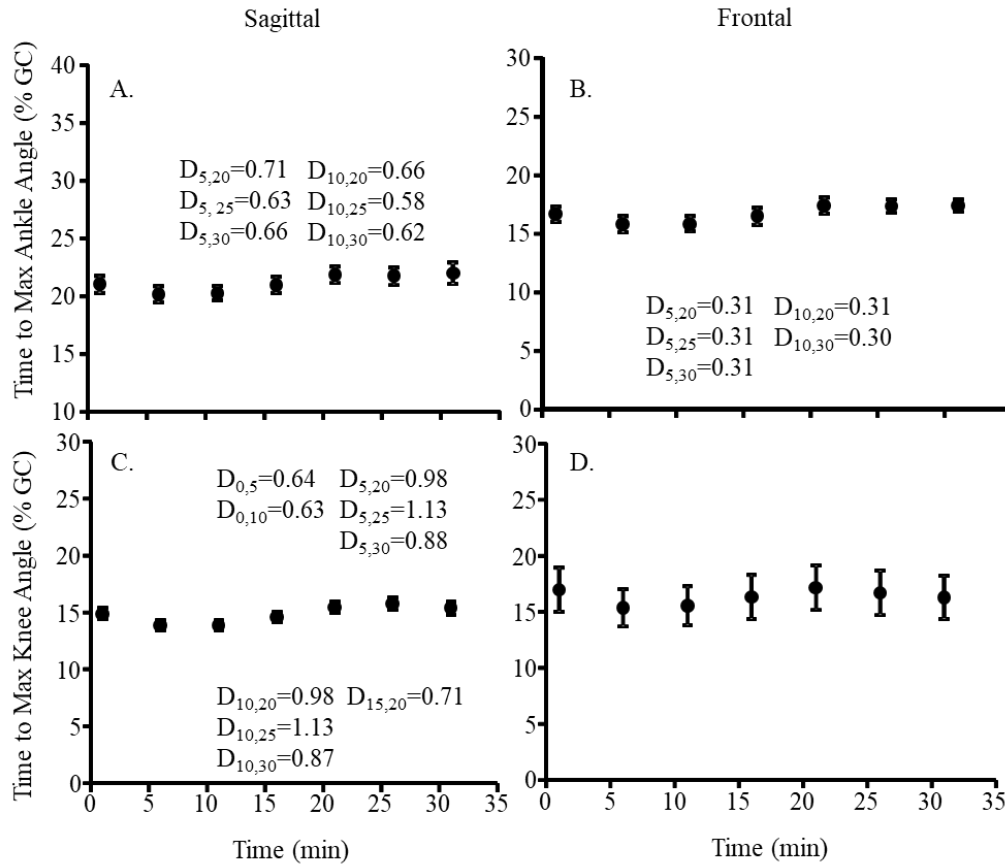 Sagittal
Frontal
Time to Max Ankle Angle (% GC)
40
35
30
25
20
15
10
A.
D5,20=0.71 D10,20=0.66
D5, 25=0.63 D10,25=0.58
D5,30=0.66 D10,30=0.62
30
25
20
15
10
5
0
B.
D5,20=0.31 D10,20=0.31
D5,25=0.31 D10,30=0.30
D5,30=0.31
Time to Max Knee Angle (% GC)
30
25
20
15
10
5
0
C.
D0,5=0.64 D5,20=0.98
D0,10=0.63 D5,25=1.13
D5,30=0.88
D10,20=0.98 D15,20=0.71
D10,25=1.13
D10,30=0.87
0 5 10 15 20 25 30 35
Time (min)
30
25
20
15
10
5
0
D.
0 5 10 15 20 25 30 35
Time (min)